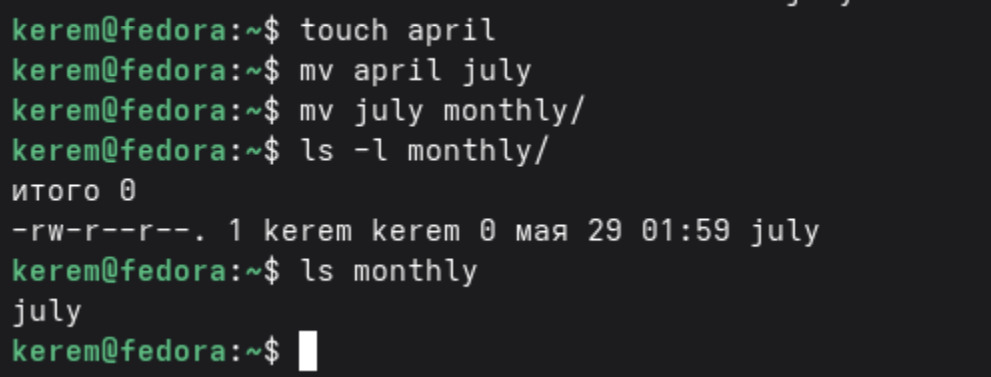 kerem@fedora:~$ touch april
kerem@fedora:~$ mv april july
kerem@fedora:~$ mv july monthly/
kerem@fedora:~$ ls -l monthly/
итого 0
-rw-r--r--. 1 kerem kerem 0 мая 29 01:59 july
kerem@fedora:~$ ls monthly
july
kerem@fedora:~$